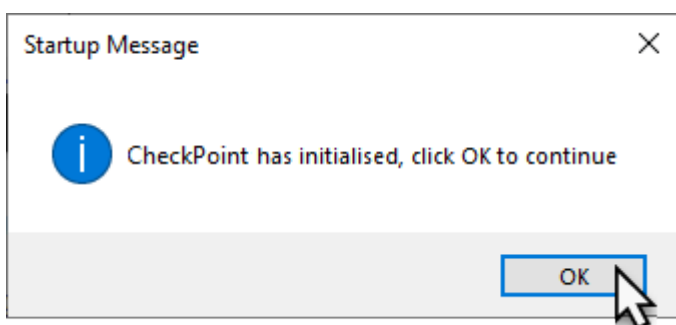 Startup Message
CheckPoint has initialised, click OK to continue
OK